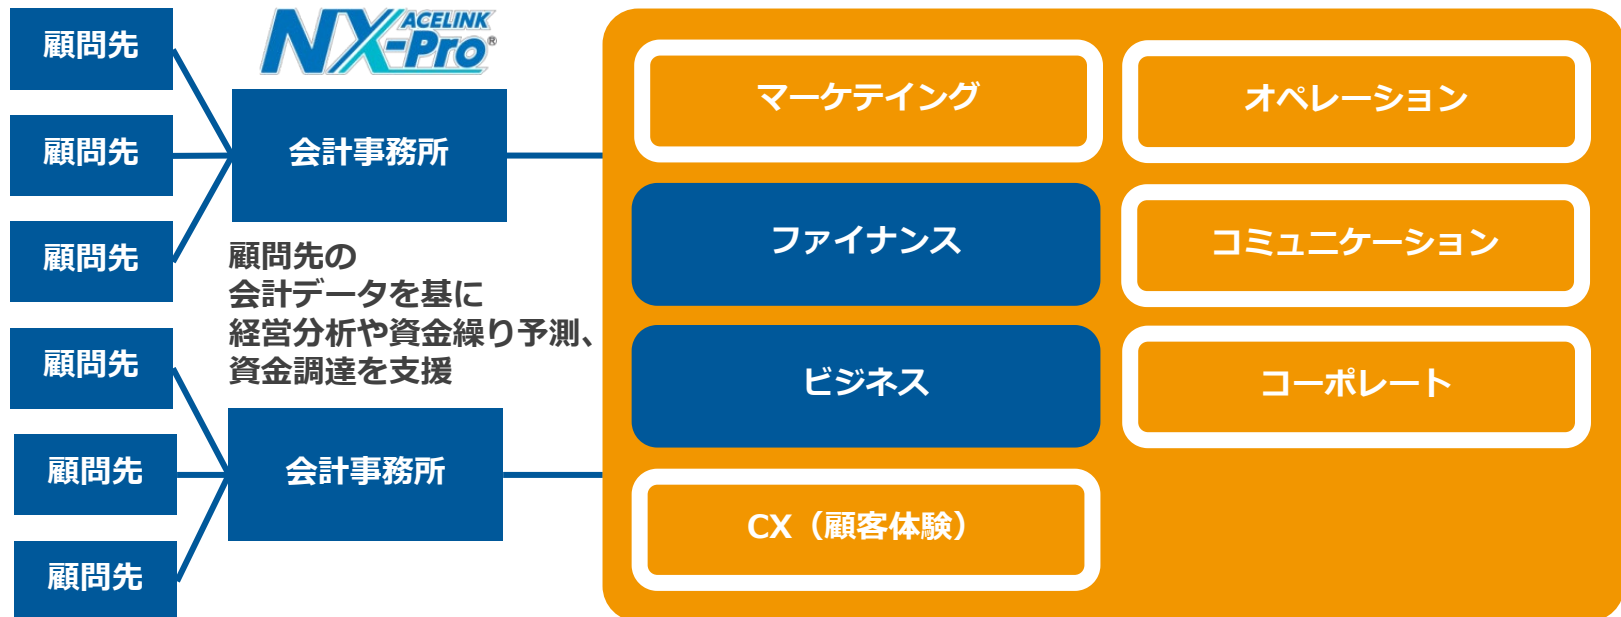 顧問先
顧問先
顧問先
顧問先
顧問先
顧問先
ACELINK
NX-Pro®
会計事務所
顧問先の
会計データを基に
経営分析や資金繰り予測、
資金調達を支援
会計事務所
マーケテイング
オペレーション
ファイナンス
コミュニケーション
ビジネス
コーポレート
CX（顧客体験）